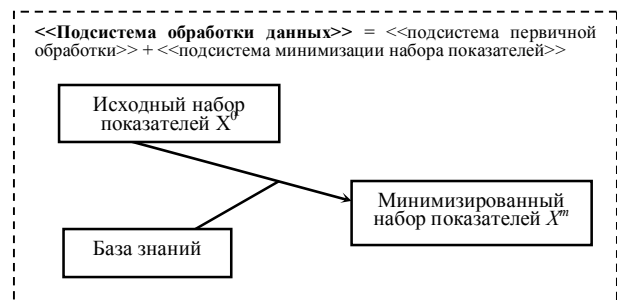 <<Подсистема обработки данных>> = <<подсистема первичной
обработки>> + <<подсистема минимизации набора показателей>>
Исходный набор
показателей X⁰
Минимизированный
набор показателей Xᵐ
База знаний